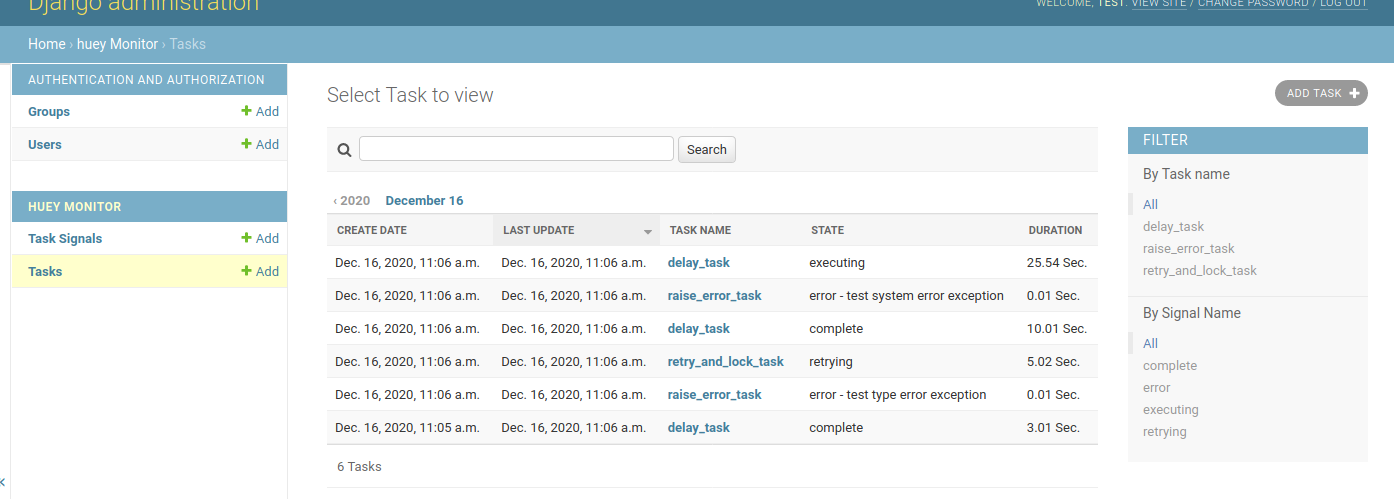 Django administration
WELCOME, TEST. VIEW SITE / CHANGE PASSWORD / LOG OUT
Home › huey Monitor › Tasks
AUTHENTICATION AND AUTHORIZATION
Groups + Add
Users + Add
HUEY MONITOR
Task Signals + Add
Tasks + Add
Select Task to view
ADD TASK +
Search
‹ 2020 December 16
CREATE DATE LAST UPDATE TASK NAME STATE DURATION
Dec. 16, 2020, 11:06 a.m. Dec. 16, 2020, 11:06 a.m. delay_task executing 25.54 Sec.
Dec. 16, 2020, 11:06 a.m. Dec. 16, 2020, 11:06 a.m. raise_error_task error - test system error exception 0.01 Sec.
Dec. 16, 2020, 11:06 a.m. Dec. 16, 2020, 11:06 a.m. delay_task complete 10.01 Sec.
Dec. 16, 2020, 11:06 a.m. Dec. 16, 2020, 11:06 a.m. retry_and_lock_task retrying 5.02 Sec.
Dec. 16, 2020, 11:06 a.m. Dec. 16, 2020, 11:06 a.m. raise_error_task error - test type error exception 0.01 Sec.
Dec. 16, 2020, 11:05 a.m. Dec. 16, 2020, 11:06 a.m. delay_task complete 3.01 Sec.
6 Tasks
FILTER
By Task name
All
delay_task
raise_error_task
retry_and_lock_task
By Signal Name
All
complete
error
executing
retrying